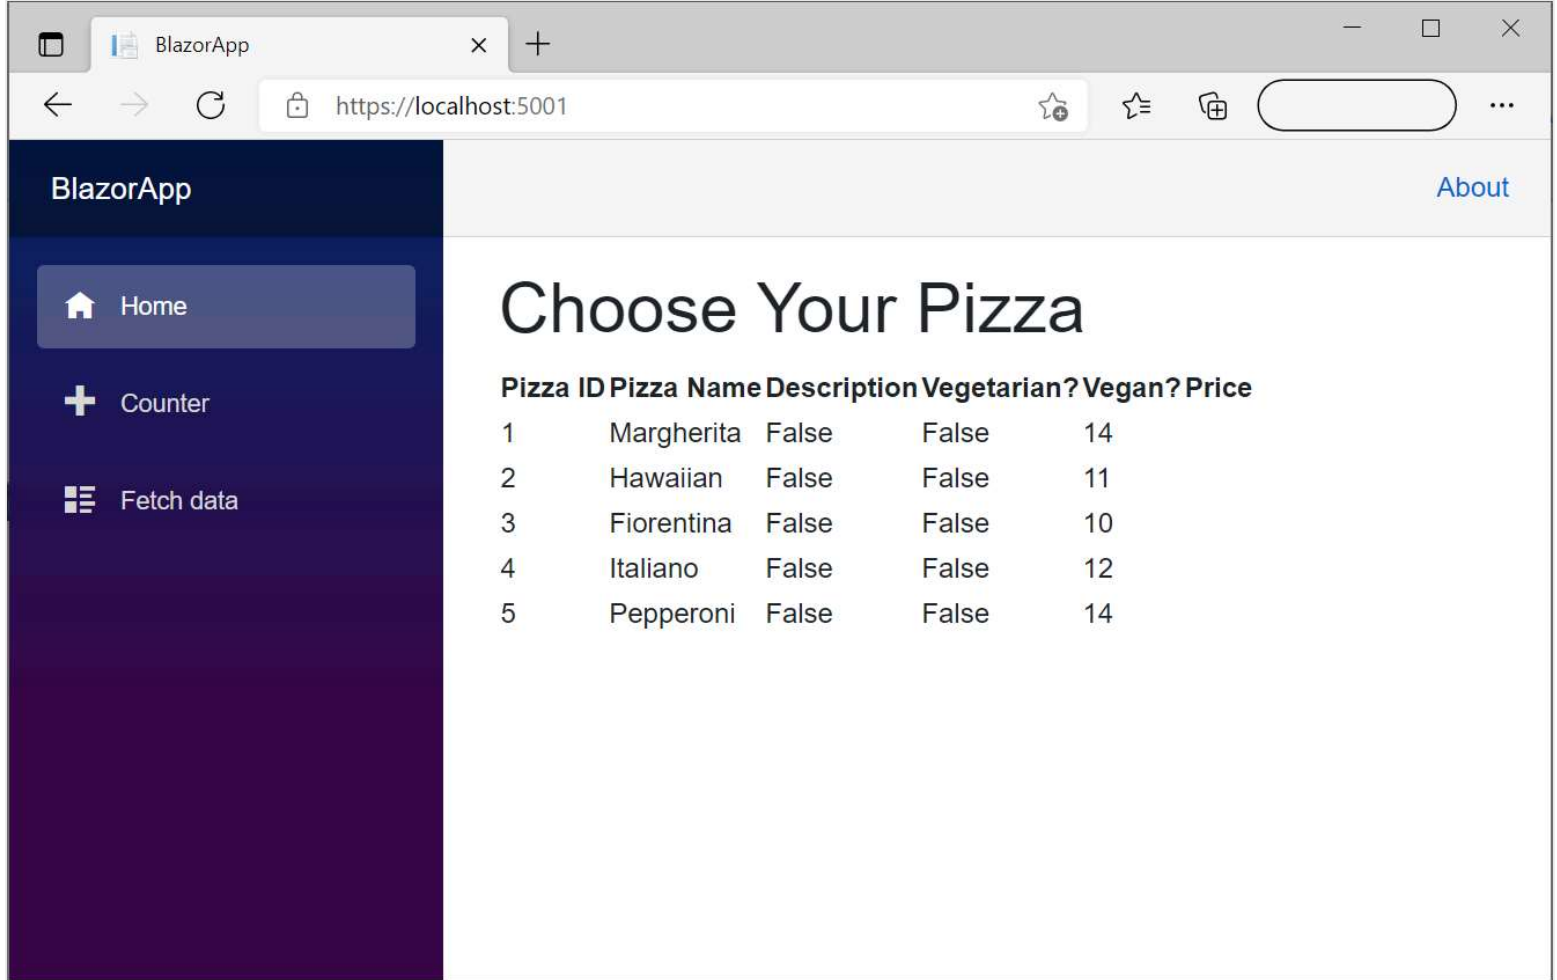 BlazorApp
https://localhost:5001
BlazorApp
About
Home
Counter
Fetch data
Choose Your Pizza
Pizza ID Pizza Name Description Vegetarian? Vegan? Price
1 Margherita False False 14
2 Hawaiian False False 11
3 Fiorentina False False 10
4 Italiano False False 12
5 Pepperoni False False 14